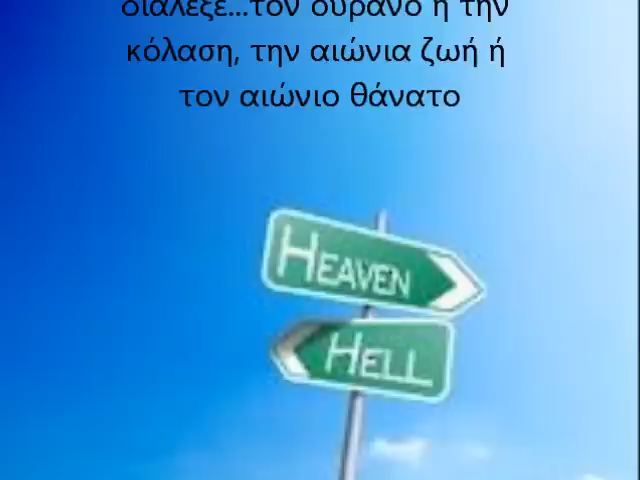 διάλεξε...τον ουρανό ή την
κόλαση, την αιώνια ζωή ή
τον αιώνιο θάνατο
HEAVEN
HELL